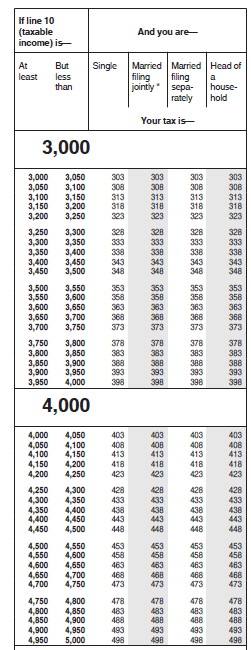 If line 10
(taxable
income) is—
And you are—
At
least
But
less
than
Single
Married
filing
jointly *
Married
filing
sepa-
rately
Head of
a
house-
hold
Your tax is—
3,000
3,000 3,050 303 303 303 303
3,050 3,100 308 308 308 308
3,100 3,150 313 313 313 313
3,150 3,200 318 318 318 318
3,200 3,250 323 323 323 323
3,250 3,300 328 328 328 328
3,300 3,350 333 333 333 333
3,350 3,400 338 338 338 338
3,400 3,450 343 343 343 343
3,450 3,500 348 348 348 348
3,500 3,550 353 353 353 353
3,550 3,600 358 358 358 358
3,600 3,650 363 363 363 363
3,650 3,700 368 368 368 368
3,700 3,750 373 373 373 373
3,750 3,800 378 378 378 378
3,800 3,850 383 383 383 383
3,850 3,900 388 388 388 388
3,900 3,950 393 393 393 393
3,950 4,000 398 398 398 398
4,000
4,000 4,050 403 403 403 403
4,050 4,100 408 408 408 408
4,100 4,150 413 413 413 413
4,150 4,200 418 418 418 418
4,200 4,250 423 423 423 423
4,250 4,300 428 428 428 428
4,300 4,350 433 433 433 433
4,350 4,400 438 438 438 438
4,400 4,450 443 443 443 443
4,450 4,500 448 448 448 448
4,500 4,550 453 453 453 453
4,550 4,600 458 458 458 458
4,600 4,650 463 463 463 463
4,650 4,700 468 468 468 468
4,700 4,750 473 473 473 473
4,750 4,800 478 478 478 478
4,800 4,850 483 483 483 483
4,850 4,900 488 488 488 488
4,900 4,950 493 493 493 493
4,950 5,000 498 498 498 498